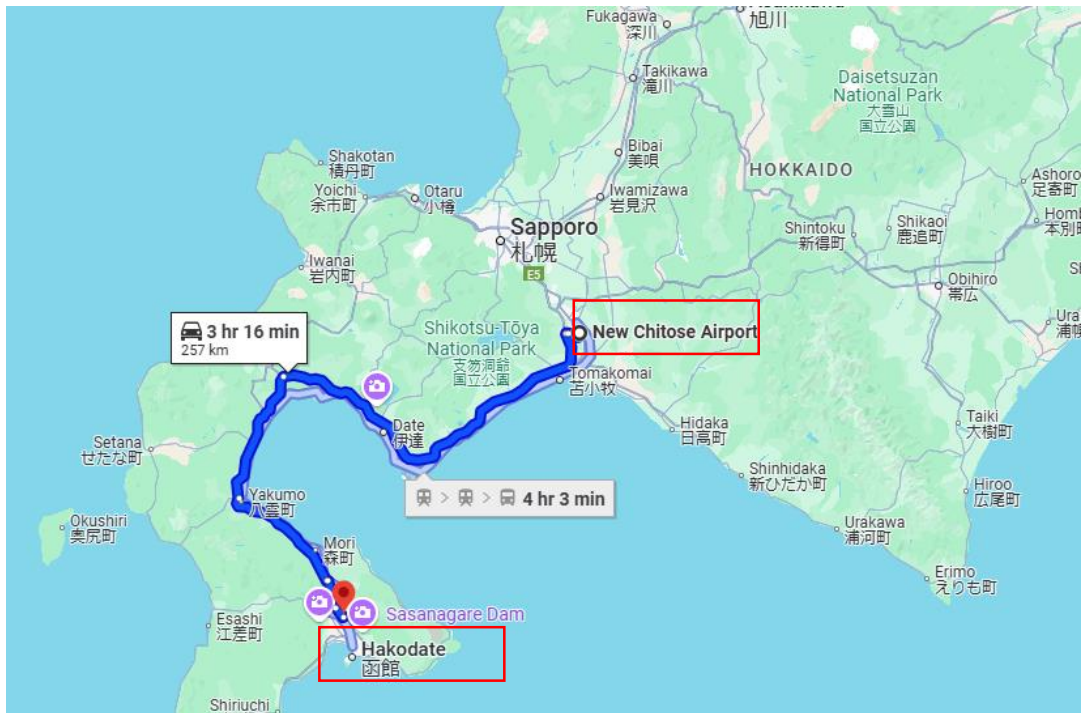 Fukagawa
深川
旭川
Takikawa
滝川
Daisetsuzan
National Park
大雪山
国立公園
Bibai
美唄
Shakotan
積丹町
HOKKAIDO
Yoichi
余市町
Otaru
小樽
Iwamizawa
岩見沢
Ashoro
足寄町
Sapporo
札幌
Shintoku
新得町
Shikaoi
鹿追町
本別町
Iwanai
岩内町
E5
Obihiro
帯広
3 hr 16 min
257 km
Shikotsu-Tōya
National Park
支笏洞爺
国立公園
New Chitose Airport
Tomakomai
苫小牧
Date
伊達
Hidaka
日高町
Taiki
大樹町
Setana
せたな町
Shinhidaka
新ひだか町
Hiroo
広尾町
4 hr 3 min
Yakumo
八雲町
Okushiri
奥尻町
Urakawa
浦河町
Mori
森町
Erimo
えりも町
Sasanagare Dam
Esashi
江差町
Hakodate
函館
Shiriuchi